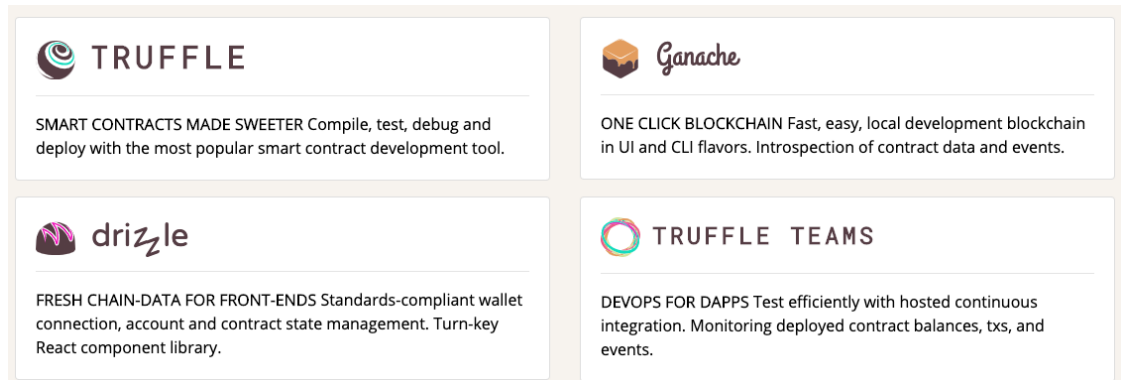 TRUFFLE
SMART CONTRACTS MADE SWEETER Compile, test, debug and
deploy with the most popular smart contract development tool.
Ganache
ONE CLICK BLOCKCHAIN Fast, easy, local development blockchain
in UI and CLI flavors. Introspection of contract data and events.
drizzle
FRESH CHAIN-DATA FOR FRONT-ENDS Standards-compliant wallet
connection, account and contract state management. Turn-key
React component library.
TRUFFLE TEAMS
DEVOPS FOR DAPPS Test efficiently with hosted continuous
integration. Monitoring deployed contract balances, txs, and
events.